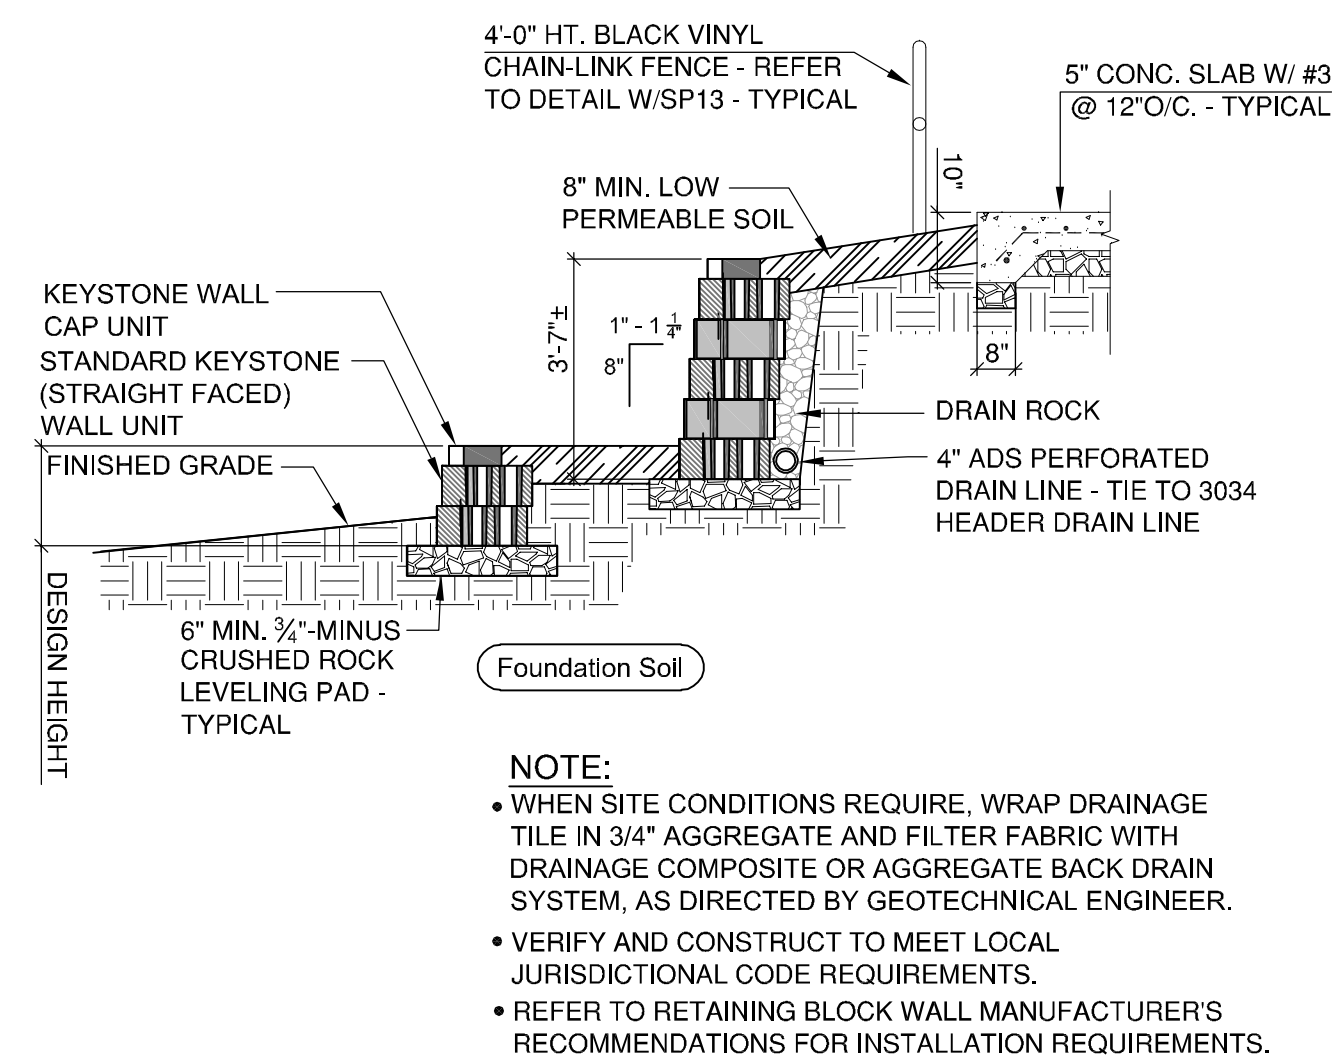 4'-0" HT. BLACK VINYL
CHAIN-LINK FENCE - REFER
TO DETAIL W/SP13 - TYPICAL
5" CONC. SLAB W/ #3
@ 12"O/C. - TYPICAL
10"
8" MIN. LOW
PERMEABLE SOIL
KEYSTONE WALL
CAP UNIT
STANDARD KEYSTONE
(STRAIGHT FACED)
WALL UNIT
FINISHED GRADE
3'-7"±
1" - 1 1/4"
8"
8"
DRAIN ROCK
4" ADS PERFORATED
DRAIN LINE - TIE TO 3034
HEADER DRAIN LINE
DESIGN HEIGHT
6" MIN. 3/4"-MINUS
CRUSHED ROCK
LEVELING PAD -
TYPICAL
Foundation Soil
NOTE:
• WHEN SITE CONDITIONS REQUIRE, WRAP DRAINAGE
TILE IN 3/4" AGGREGATE AND FILTER FABRIC WITH
DRAINAGE COMPOSITE OR AGGREGATE BACK DRAIN
SYSTEM, AS DIRECTED BY GEOTECHNICAL ENGINEER.
• VERIFY AND CONSTRUCT TO MEET LOCAL
JURISDICTIONAL CODE REQUIREMENTS.
• REFER TO RETAINING BLOCK WALL MANUFACTURER'S
RECOMMENDATIONS FOR INSTALLATION REQUIREMENTS.